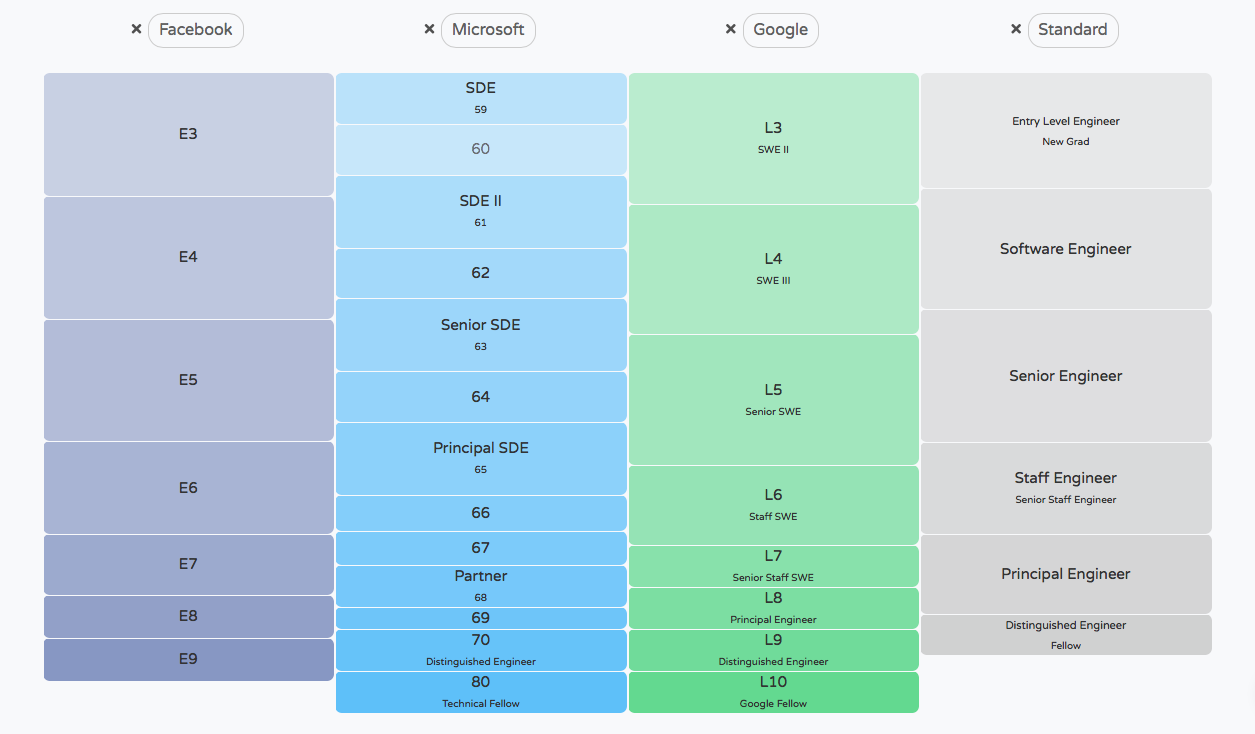 × Facebook
× Microsoft
× Google
× Standard
E3
E4
E5
E6
E7
E8
E9
SDE
59
60
SDE II
61
62
Senior SDE
63
64
Principal SDE
65
66
67
Partner
68
69
70
Distinguished Engineer
80
Technical Fellow
L3
SWE II
L4
SWE III
L5
Senior SWE
L6
Staff SWE
L7
Senior Staff SWE
L8
Principal Engineer
L9
Distinguished Engineer
L10
Google Fellow
Entry Level Engineer
New Grad
Software Engineer
Senior Engineer
Staff Engineer
Senior Staff Engineer
Principal Engineer
Distinguished Engineer
Fellow